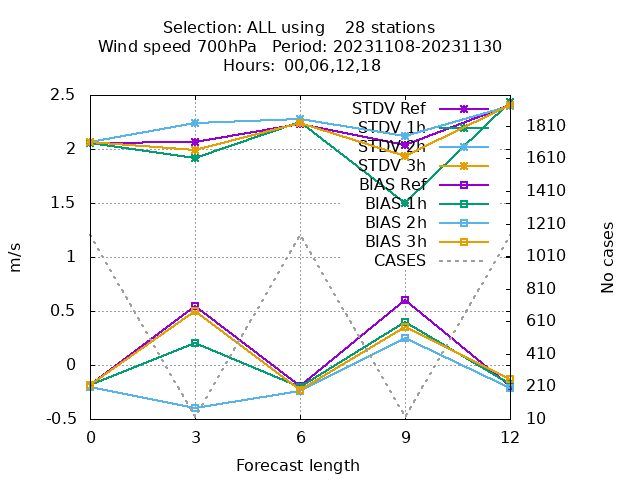 Selection: ALL using    28 stations
Wind speed 700hPa   Period: 20231108-20231130
Hours: 00,06,12,18
2.5
2
1.5
1
0.5
0
-0.5
m/s
STDV Ref
STDV 1h
STDV 2h
STDV 3h
BIAS Ref
BIAS 1h
BIAS 2h
BIAS 3h
CASES
1810
1610
1410
1210
1010
810
610
410
210
10
No cases
0 3 6 9 12
Forecast length